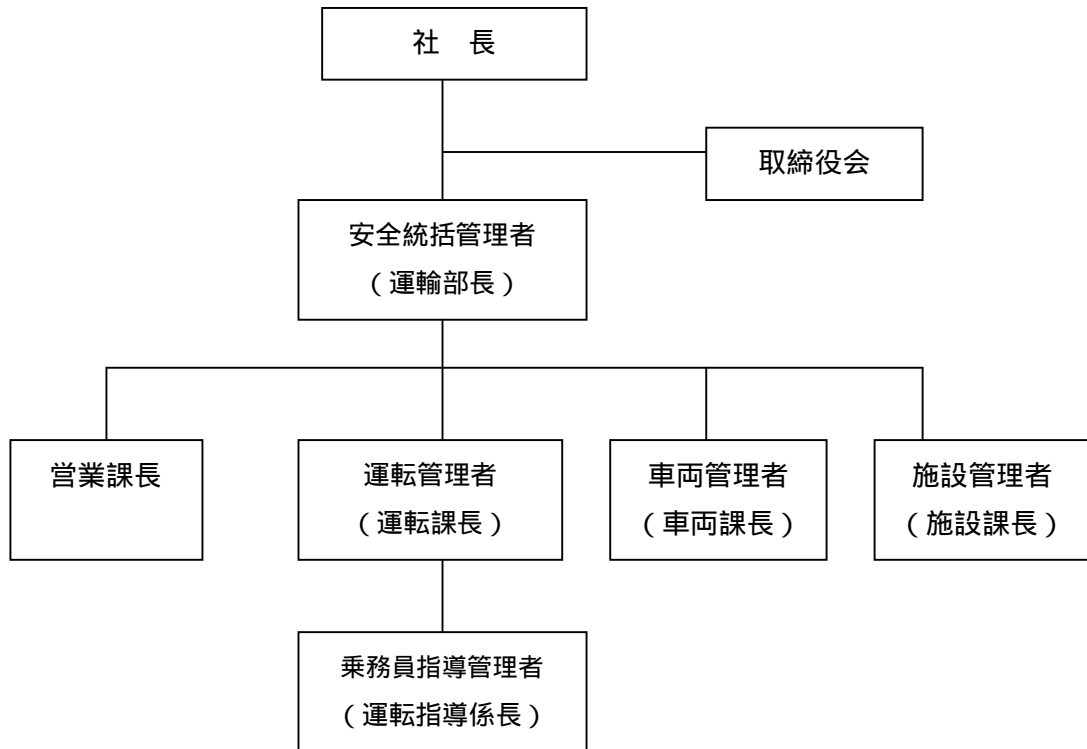 社　長
取締役会
安全統括管理者
（運輸部長）
営業課長
運転管理者
（運転課長）
車両管理者
（車両課長）
施設管理者
（施設課長）
乗務員指導管理者
（運転指導係長）